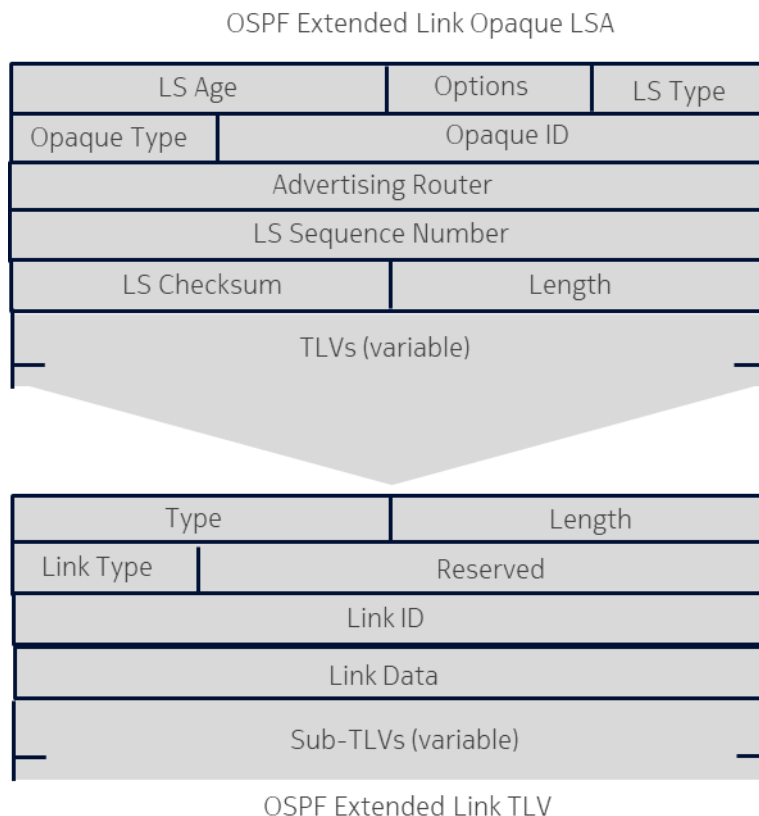 OSPF Extended Link Opaque LSA
LS Age Options LS Type
Opaque Type Opaque ID
Advertising Router
LS Sequence Number
LS Checksum Length
TLVs (variable)
Type Length
Link Type Reserved
Link ID
Link Data
Sub-TLVs (variable)
OSPF Extended Link TLV